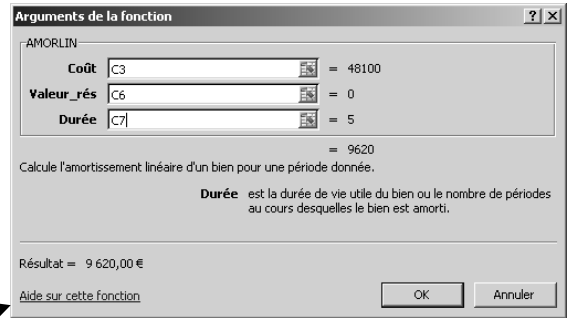 Arguments de la fonction
AMORLIN
Coût C3 = 48100
Valeur_rés C6 = 0
Durée C7 = 5
= 9620
Calcule l'amortissement linéaire d'un bien pour une période donnée.
Durée est la durée de vie utile du bien ou le nombre de périodes
au cours desquelles le bien est amorti.
Résultat = 9 620,00 €
Aide sur cette fonction OK Annuler